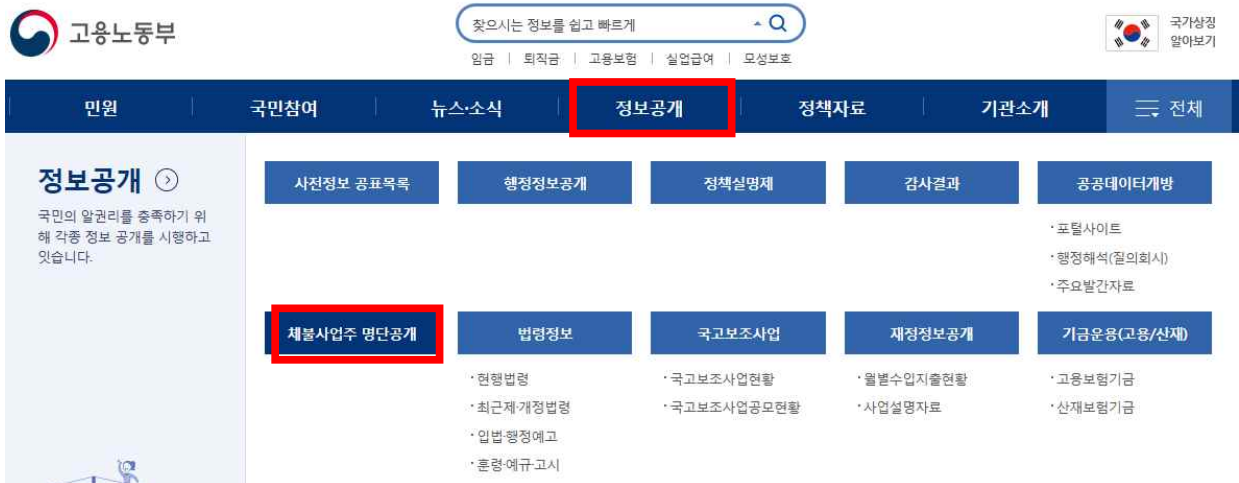 고용노동부
찾으시는 정보를 쉽고 빠르게
임금 | 퇴직금 | 고용보험 | 실업급여 | 모성보호
국가상징
알아보기
민원 국민참여 뉴스·소식 정보공개 정책자료 기관소개 전체
정보공개
국민의 알권리를 충족하기 위
해 각종 정보 공개를 시행하고
잇습니다.
사전정보 공표목록 행정정보공개 정책실명제 감사결과 공공데이터개방
·포털사이트
·행정해석(질의회시)
·주요발간자료
체불사업주 명단공개 법령정보 국고보조사업 재정정보공개 기금운용(고용/산재)
·현행법령 ·국고보조사업현황 ·월별수입지출현황 ·고용보험기금
·최근제·개정법령 ·국고보조사업공모현황 ·사업설명자료 ·산재보험기금
·입법·행정예고
·훈령·예규·고시